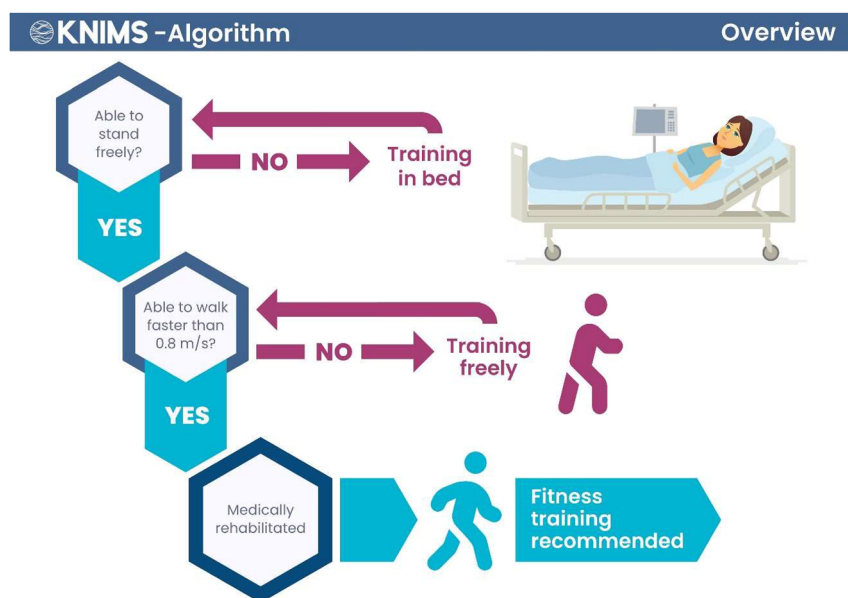 KNIMS -Algorithm
Overview
Able to
stand
freely?
NO
Training
in bed
YES
Able to walk
faster than
0.8 m/s?
NO
Training
freely
YES
Medically
rehabilitated
Fitness
training
recommended